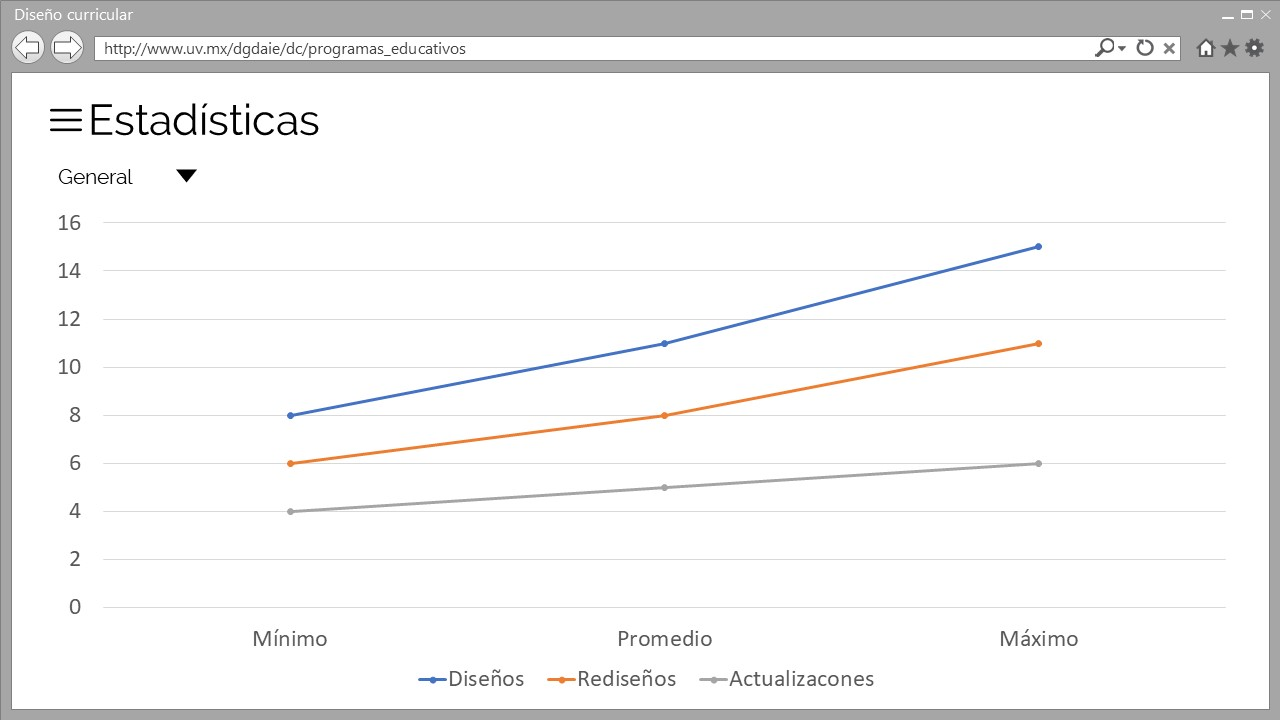 Diseño curricular
http://www.uv.mx/dgdaie/dc/programas_educativos
Estadísticas
General
16
14
12
10
8
6
4
2
0
Mínimo Promedio Máximo
Diseños Rediseños Actualizacones